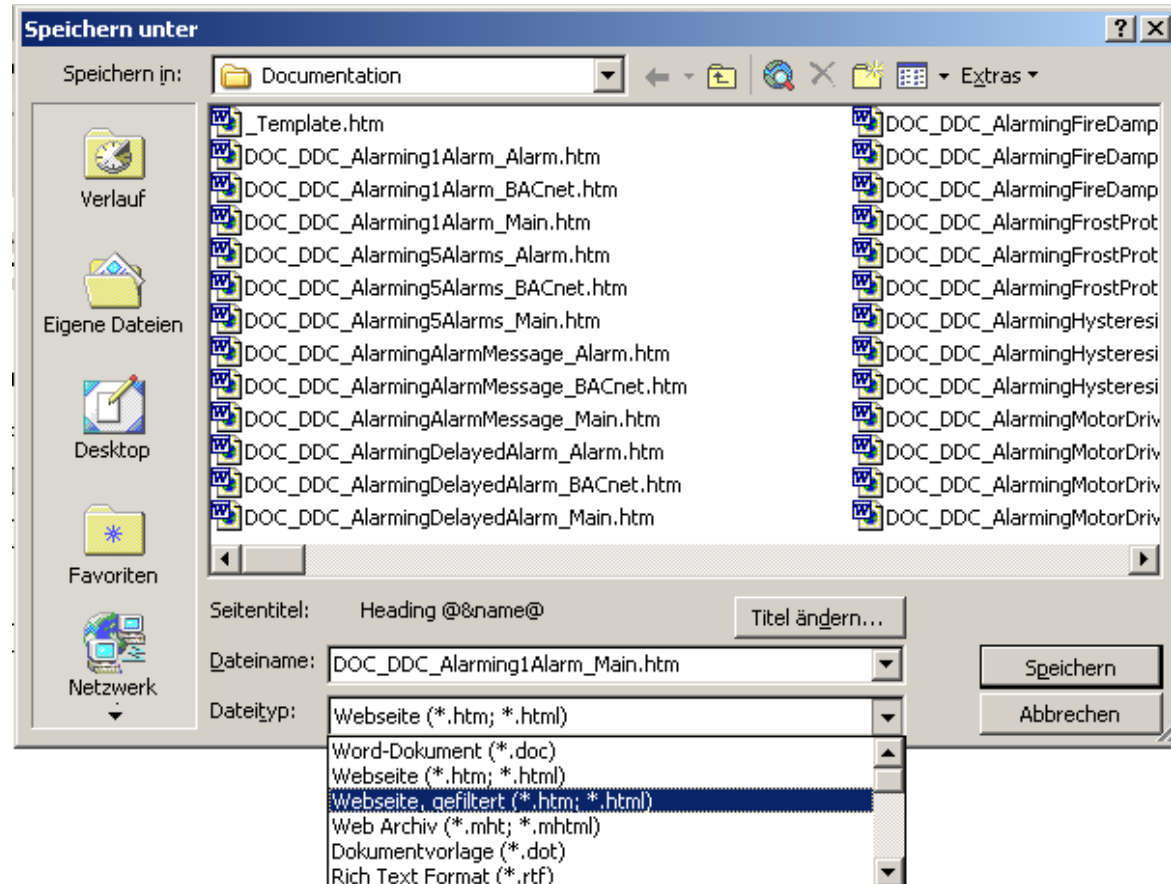 Speichern unter
Speichern in:
Documentation
Extras
Verlauf
Eigene Dateien
Desktop
Favoriten
Netzwerk
_Template.htm
DOC_DDC_Alarming1Alarm_Alarm.htm
DOC_DDC_Alarming1Alarm_BACnet.htm
DOC_DDC_Alarming1Alarm_Main.htm
DOC_DDC_Alarming5Alarms_Alarm.htm
DOC_DDC_Alarming5Alarms_BACnet.htm
DOC_DDC_Alarming5Alarms_Main.htm
DOC_DDC_AlarmingAlarmMessage_Alarm.htm
DOC_DDC_AlarmingAlarmMessage_BACnet.htm
DOC_DDC_AlarmingAlarmMessage_Main.htm
DOC_DDC_AlarmingDelayedAlarm_Alarm.htm
DOC_DDC_AlarmingDelayedAlarm_BACnet.htm
DOC_DDC_AlarmingDelayedAlarm_Main.htm
DOC_DDC_AlarmingFireDamp
DOC_DDC_AlarmingFireDamp
DOC_DDC_AlarmingFireDamp
DOC_DDC_AlarmingFrostProt
DOC_DDC_AlarmingFrostProt
DOC_DDC_AlarmingFrostProt
DOC_DDC_AlarmingHysteresi
DOC_DDC_AlarmingHysteresi
DOC_DDC_AlarmingHysteresi
DOC_DDC_AlarmingMotorDriv
DOC_DDC_AlarmingMotorDriv
DOC_DDC_AlarmingMotorDriv
DOC_DDC_AlarmingMotorDriv
Seitentitel: Heading @&name@
Titel ändern...
Dateiname: DOC_DDC_Alarming1Alarm_Main.htm
Speichern
Dateityp: Webseite (*.htm; *.html)
Abbrechen
Word-Dokument (*.doc)
Webseite (*.htm; *.html)
Webseite, gefiltert (*.htm; *.html)
Web Archiv (*.mht; *.mhtml)
Dokumentvorlage (*.dot)
Rich Text Format (*.rtf)